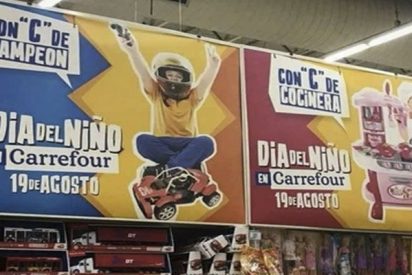 CON "C" DE
CAMPEÓN
DIA DEL NIÑO
EN Carrefour
19 DE AGOSTO
CON "C" DE
COCINERA
DIA DEL NIÑO
EN Carrefour
19 DE AGOSTO